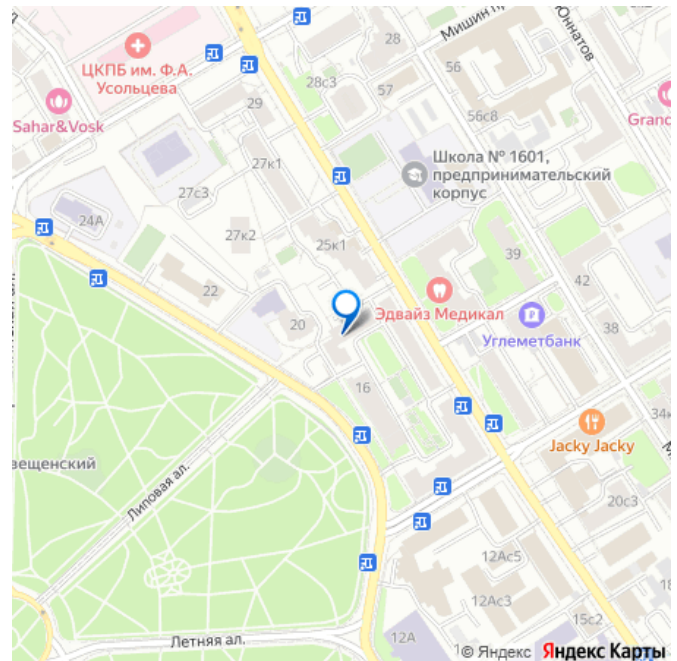 Мишин п
Юннатов
28
ЦКПБ им. Ф.А.
Усольцева
56
28с3
57
Sahar&Vosk
29
56с8
Grand
27к1
Школа № 1601,
предпринимательский
корпус
27с3
24А
27к2
25к1
39
22
42
Эдвайз Медикал
20
38
Углеметбанк
16
34к
Jacky Jacky
вещенский
Липовая ал.
20с3
12Ас5
12Ас3
18
15с2
12А
Летняя ал.
© Яндекс Яндекс Карты